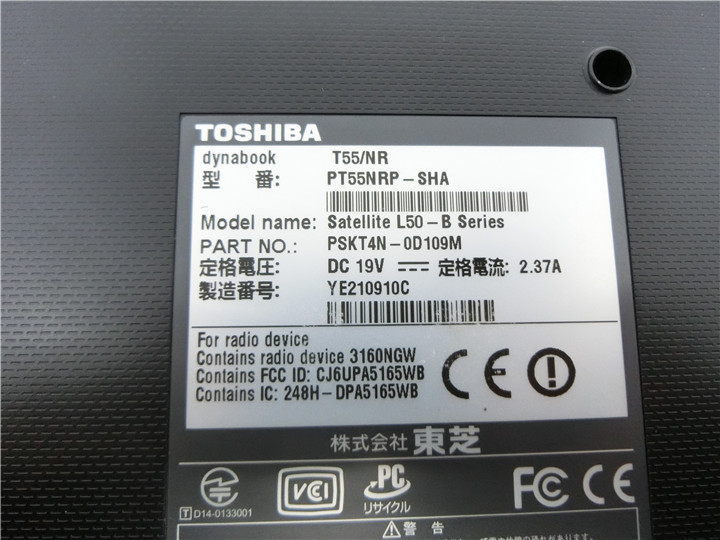 TOSHIBA
dynabook T55/NR
型 番: PT55NRP-SHA
Model name: Satellite L50-B Series
PART NO.: PSKT4N-0D109M
定格電圧: DC 19V 定格電流: 2.37A
製造番号: YE210910C
For radio device
Contains radio device 3160NGW
Contains FCC ID: CJ6UPA5165WB
Contains IC: 248H-DPA5165WB
CE
株式会社 東芝
VCI PC FC CE
リサイクル
T D14-0133001
警 告